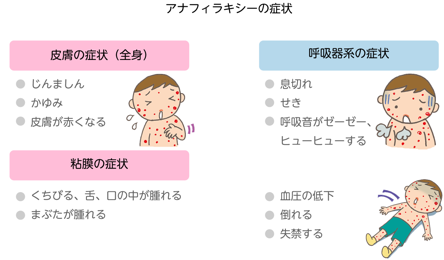 アナフィラキシーの症状
皮膚の症状（全身）
じんましん
かゆみ
皮膚が赤くなる
粘膜の症状
くちびる、舌、口の中が腫れる
まぶたが腫れる
呼吸器系の症状
息切れ
せき
呼吸音がゼーゼー、
ヒューヒューする
血圧の低下
倒れる
失禁する